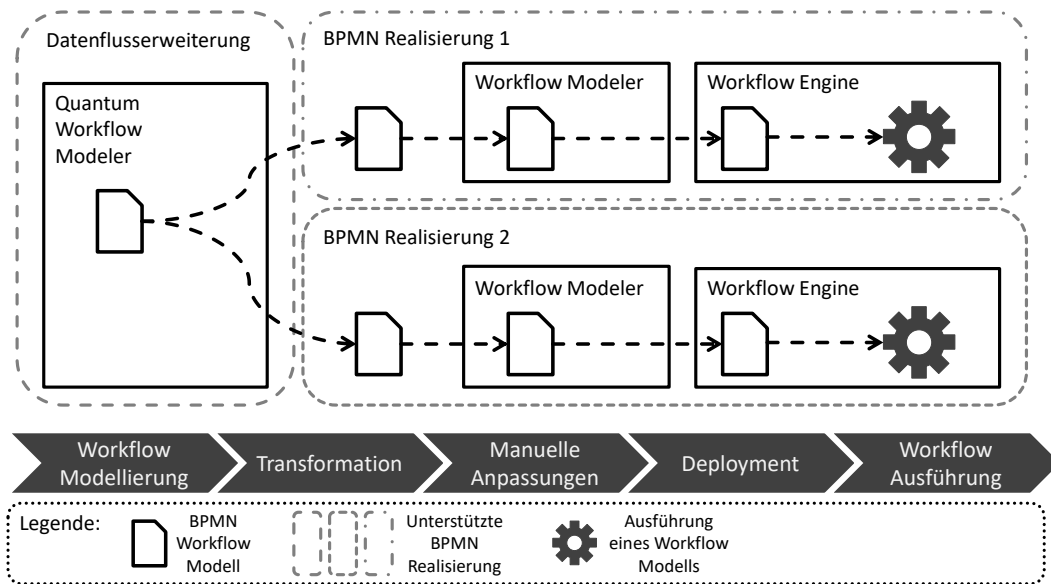 Datenflusserweiterung
Quantum
Workflow
Modeler
BPMN Realisierung 1
Workflow Modeler
Workflow Engine
BPMN Realisierung 2
Workflow Modeler
Workflow Engine
Workflow
Modellierung
Transformation
Manuelle
Anpassungen
Deployment
Workflow
Ausführung
Legende:
BPMN
Workflow
Modell
Unterstützte
BPMN
Realisierung
Ausführung
eines Workflow
Modells